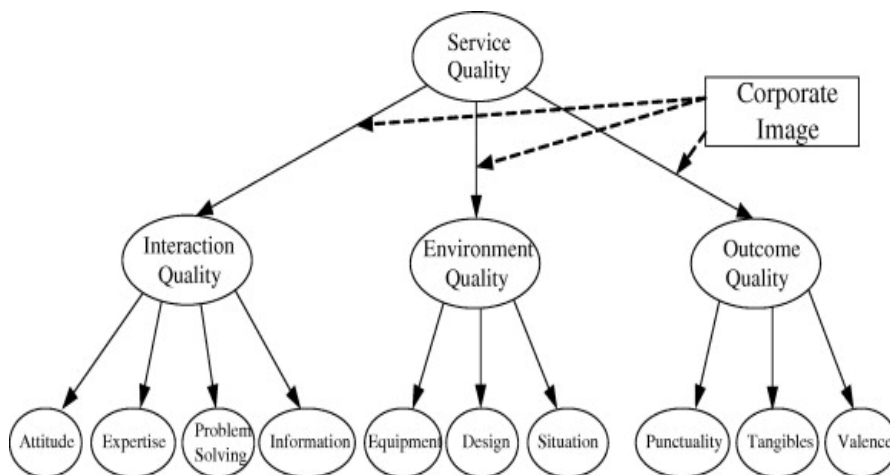 Service
Quality
Corporate
Image
Interaction
Quality
Environment
Quality
Outcome
Quality
Attitude
Expertise
Problem
Solving
Information
Equipment
Design
Situation
Punctuality
Tangibles
Valence